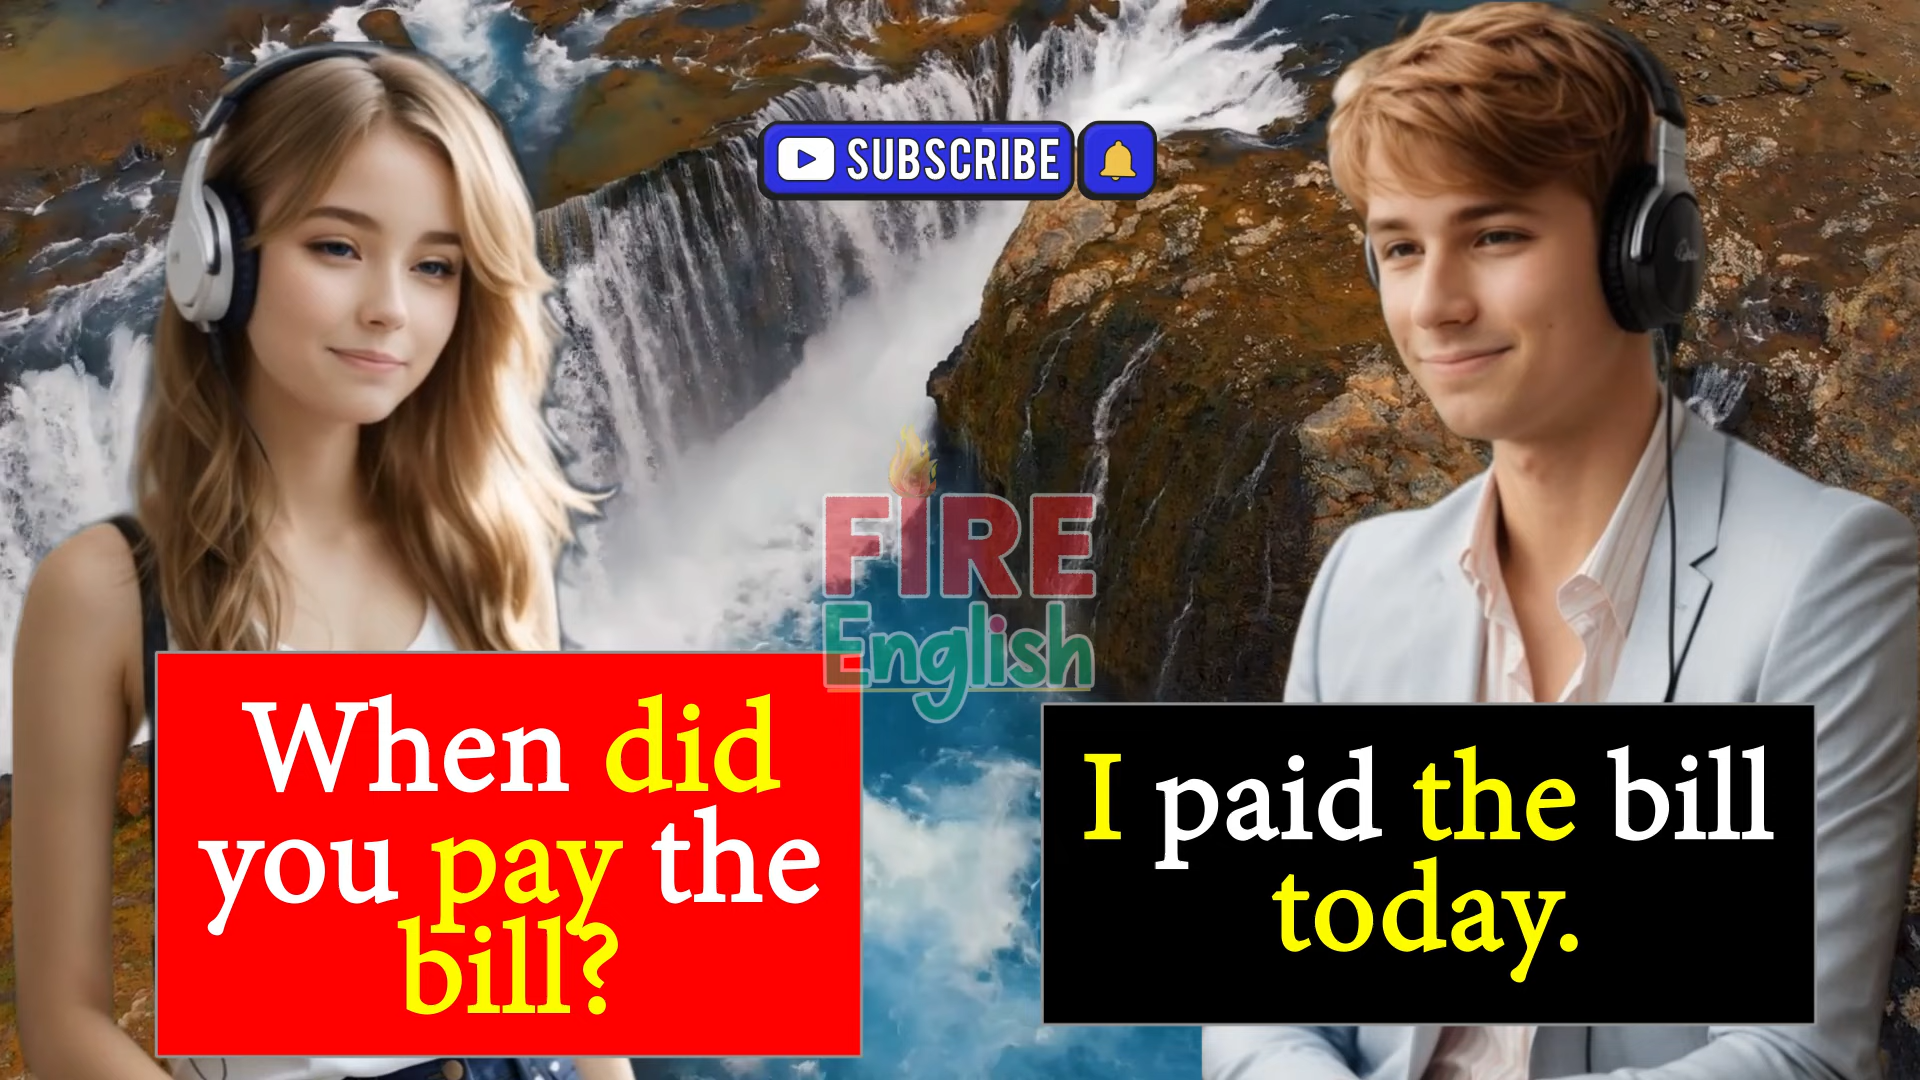 SUBSCRIBE
FIRE
English
When did
you pay the
bill?
I paid the bill
today.